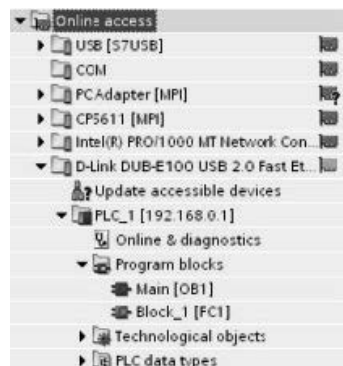 Online access
USB [S7USB]
COM
PC Adapter [MPI]
CP5611 [MPI]
Intel(R) PRO/1000 MT Network Con...
D-Link DUB-E100 USB 2.0 Fast Et...
Update accessible devices
PLC_1 [192.168.0.1]
Online & diagnostics
Program blocks
Main [OB1]
Block_1 [FC1]
Technological objects
PLC data types